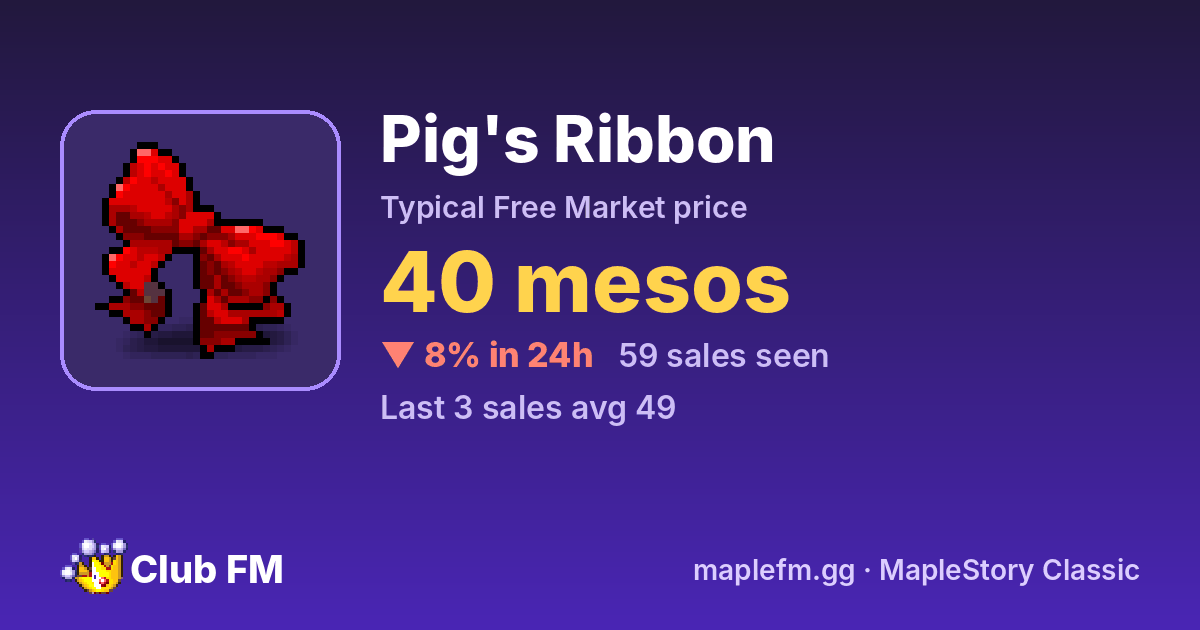 Pig's Ribbon
Typical Free Market price
40 mesos
▼ 8% in 24h 59 sales seen
Last 3 sales avg 49
Club FM
maplefm.gg · MapleStory Classic